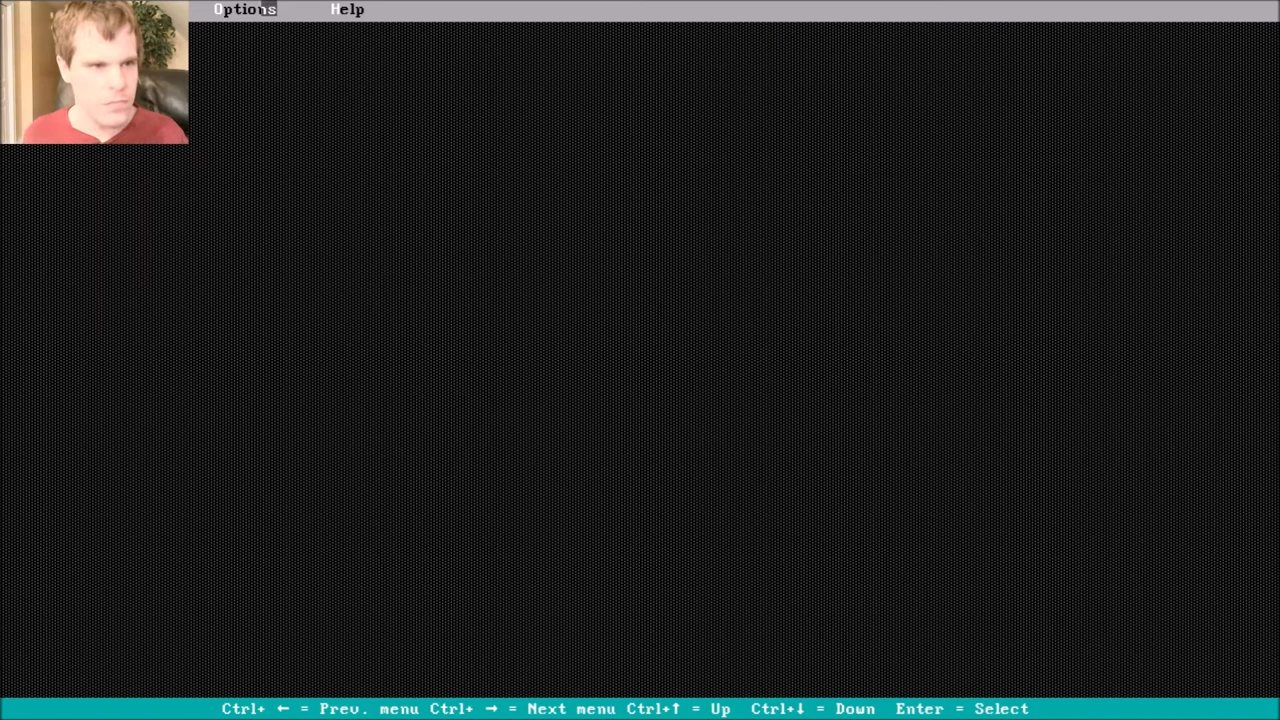 Options Help
Ctrl+ ← = Prev. menu Ctrl+ → = Next menu Ctrl+↑ = Up Ctrl+↓ = Down Enter = Select